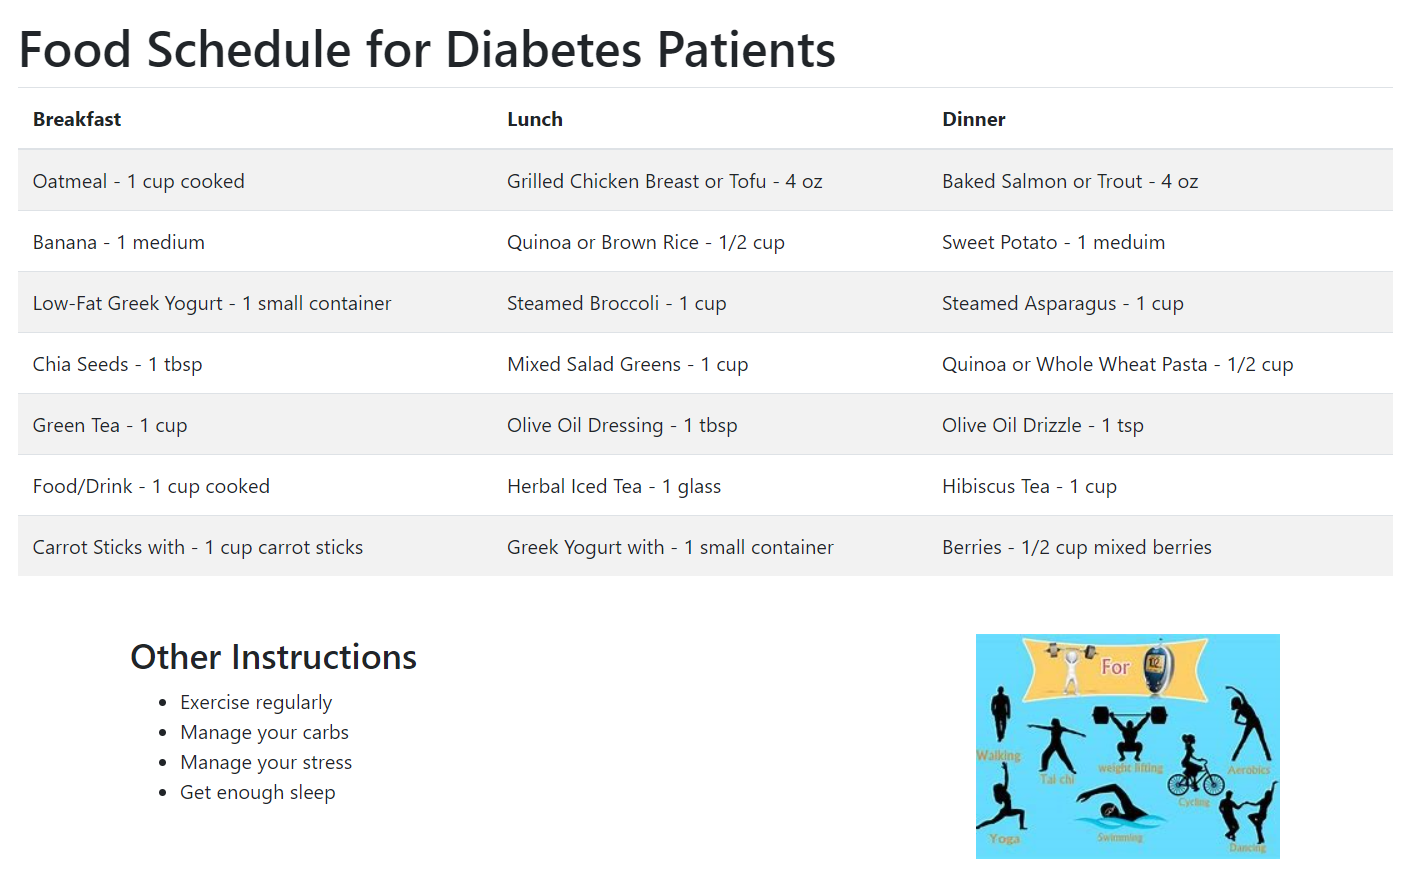 Food Schedule for Diabetes Patients
Breakfast Lunch Dinner
Oatmeal - 1 cup cooked Grilled Chicken Breast or Tofu - 4 oz Baked Salmon or Trout - 4 oz
Banana - 1 medium Quinoa or Brown Rice - 1/2 cup Sweet Potato - 1 meduim
Low-Fat Greek Yogurt - 1 small container Steamed Broccoli - 1 cup Steamed Asparagus - 1 cup
Chia Seeds - 1 tbsp Mixed Salad Greens - 1 cup Quinoa or Whole Wheat Pasta - 1/2 cup
Green Tea - 1 cup Olive Oil Dressing - 1 tbsp Olive Oil Drizzle - 1 tsp
Food/Drink - 1 cup cooked Herbal Iced Tea - 1 glass Hibiscus Tea - 1 cup
Carrot Sticks with - 1 cup carrot sticks Greek Yogurt with - 1 small container Berries - 1/2 cup mixed berries
Other Instructions
Exercise regularly
Manage your carbs
Manage your stress
Get enough sleep
For
Walking
Tai chi
weight lifting
Cycling
Aerobics
Yoga
Swimming
Dancing